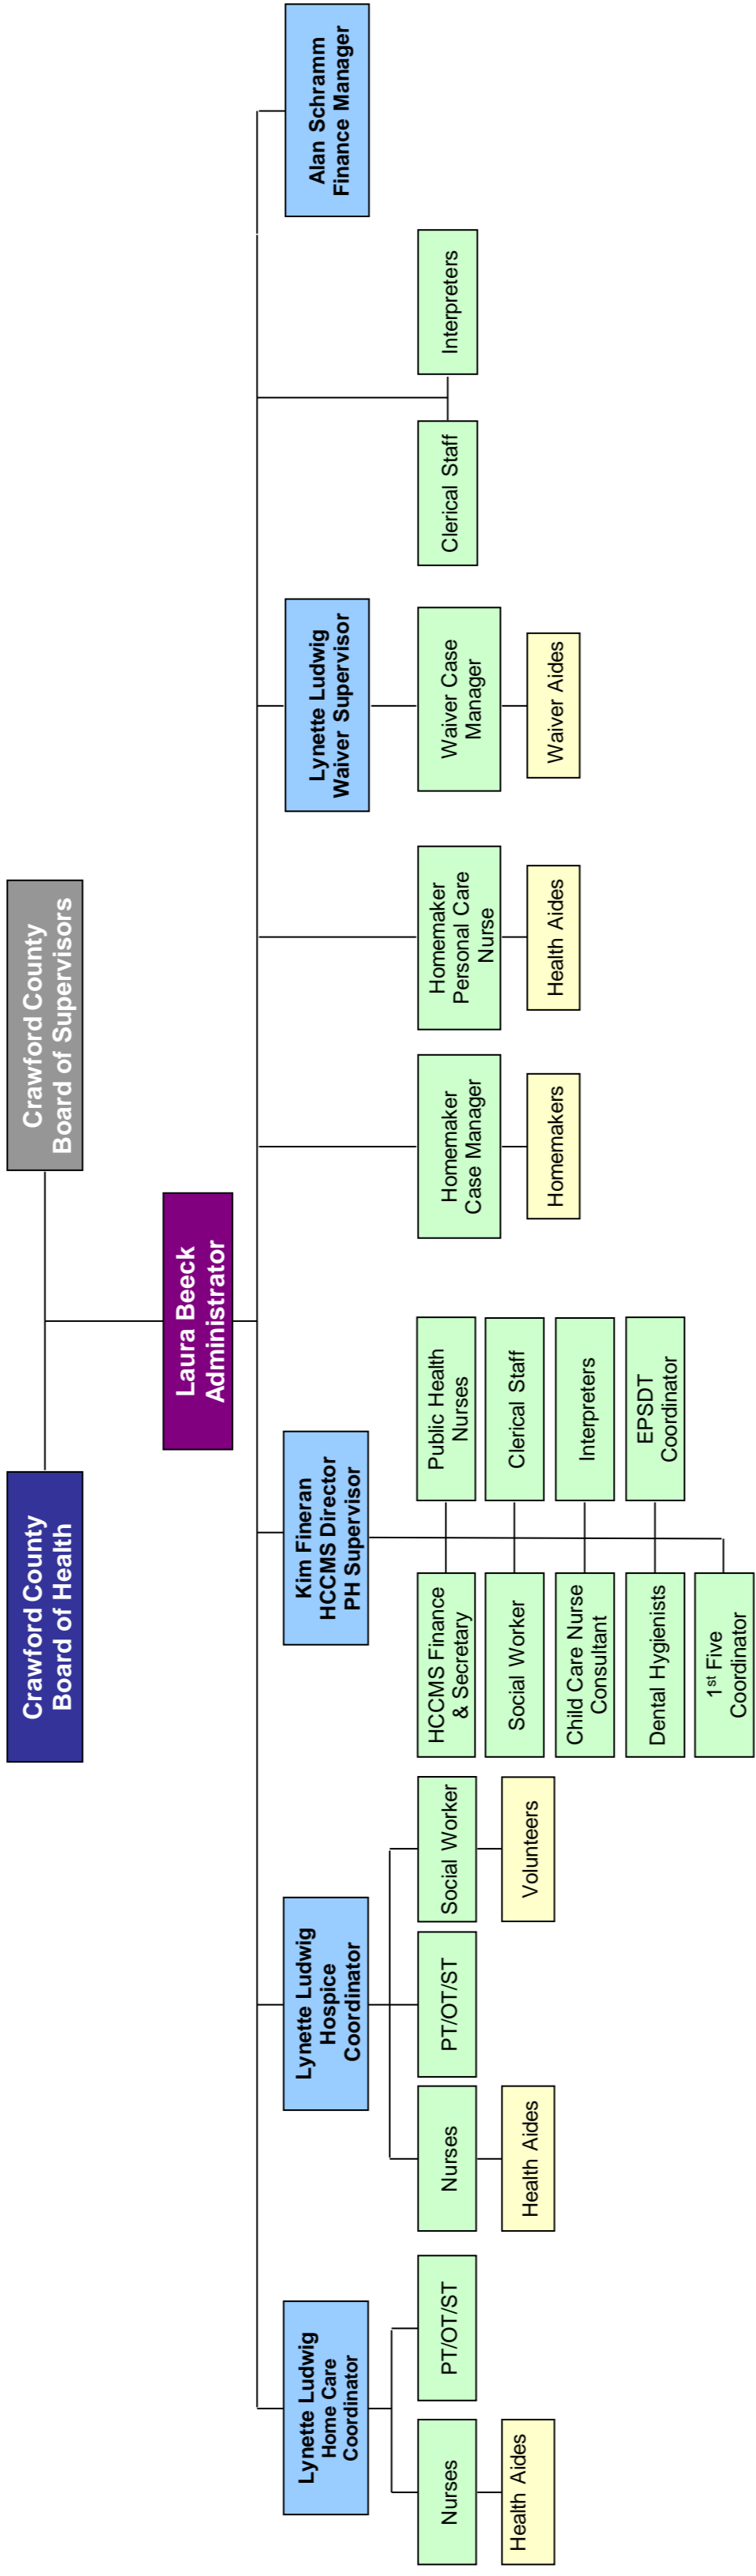 Crawford County
Board of Health
Crawford County
Board of Supervisors
Laura Beeck
Administrator
Lynette Ludwig
Home Care
Coordinator
Lynette Ludwig
Hospice
Coordinator
Kim Fineran
HCCMS Director
PH Supervisor
Lynette Ludwig
Waiver Supervisor
Alan Schramm
Finance Manager
Nurses
PT/OT/ST
Health Aides
Nurses
PT/OT/ST
Social Worker
Health Aides
Volunteers
HCCMS Finance
& Secretary
Public Health
Nurses
Social Worker
Clerical Staff
Child Care Nurse
Consultant
Interpreters
Dental Hygienists
EPSDT
Coordinator
1st Five
Coordinator
Homemaker
Case Manager
Homemakers
Homemaker
Personal Care
Nurse
Health Aides
Waiver Case
Manager
Waiver Aides
Clerical Staff
Interpreters